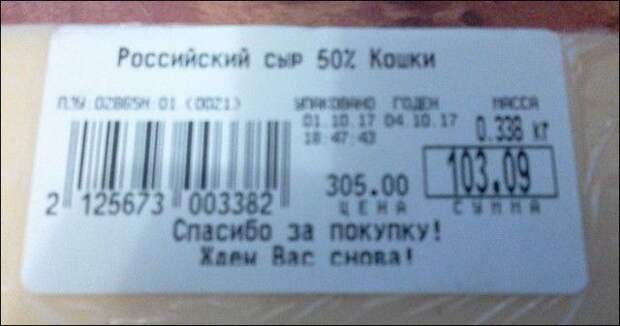 Российский сыр 50% Кошки
УПАКОВАНО ГОДЕН МАССА
01.10.17 04.10.17 0.338 кг
18:47:43
305.00 103.09
ЦЕНА СУММА
2 125673 003382
Спасибо за покупку!
Ждем Вас снова!